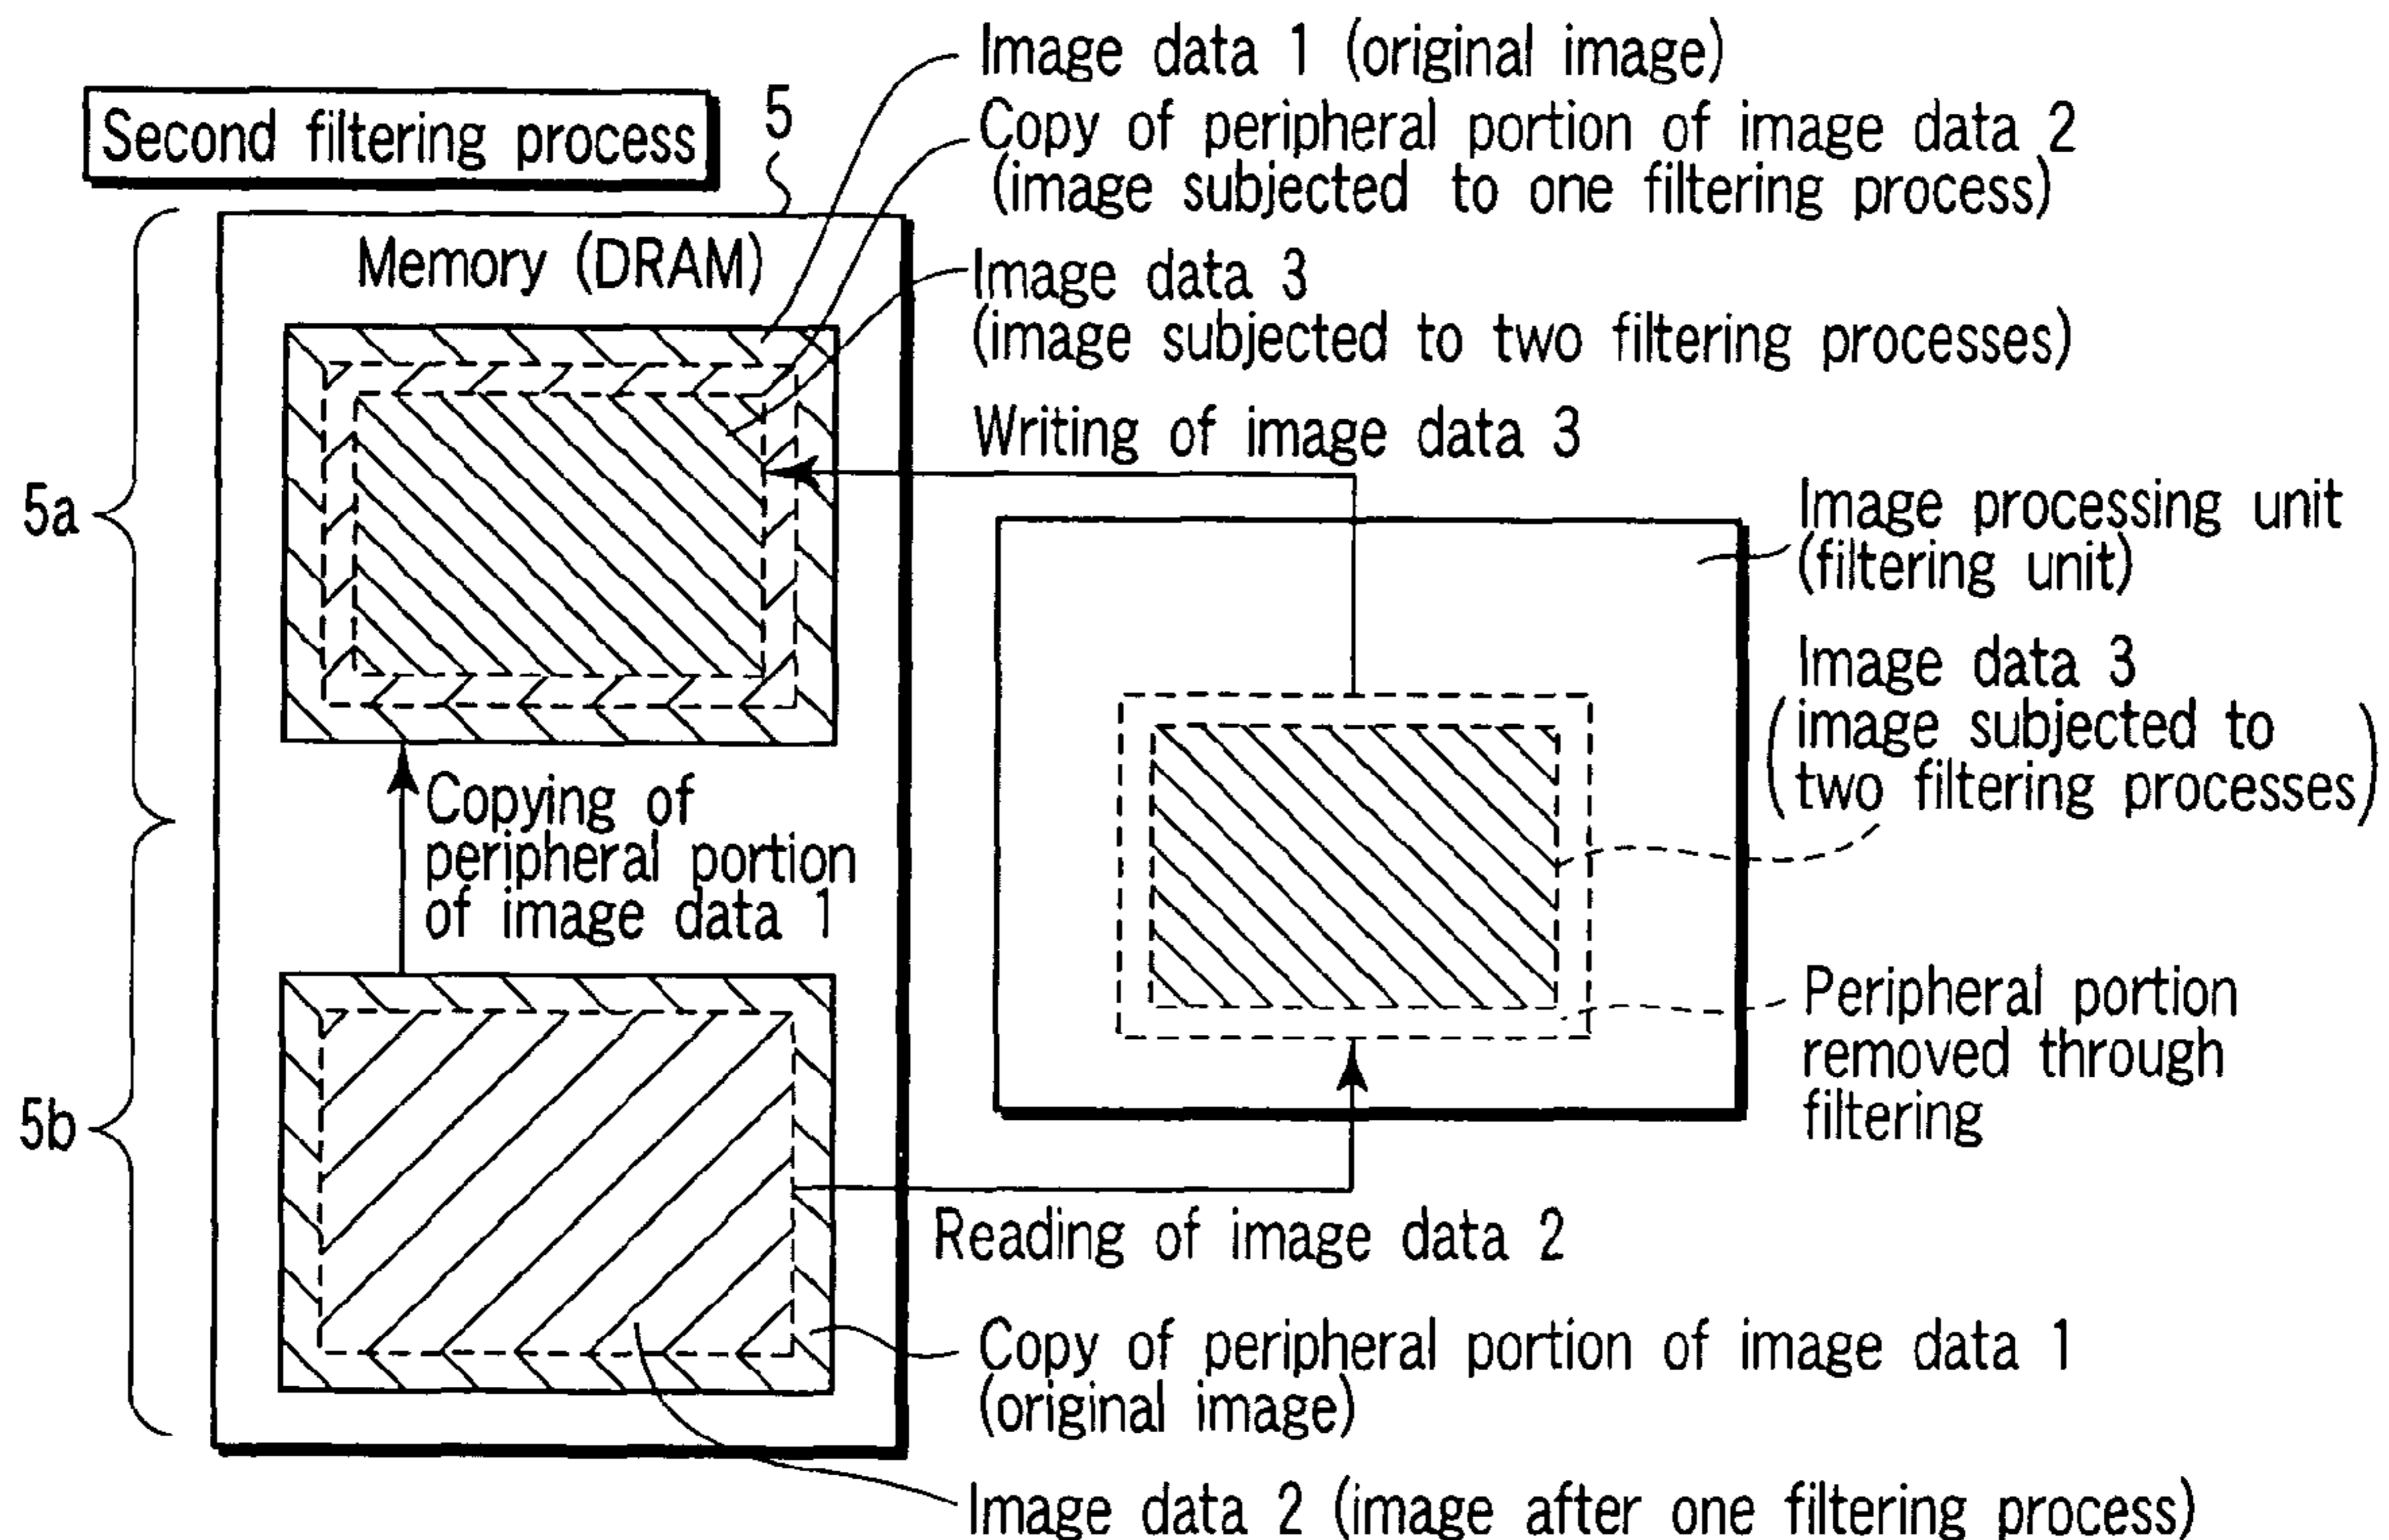 Second filtering process
5
Image data 1 (original image)
Copy of peripheral portion of image data 2
(image subjected to one filtering process)
Memory (DRAM)
Image data 3
(image subjected to two filtering processes)
Writing of image data 3
5a
Image processing unit
(filtering unit)
Image data 3
(image subjected to
two filtering processes)
Copying of
peripheral portion
of image data 1
Peripheral portion
removed through
filtering
5b
Reading of image data 2
Copy of peripheral portion of image data 1
(original image)
Image data 2 (image after one filtering process)